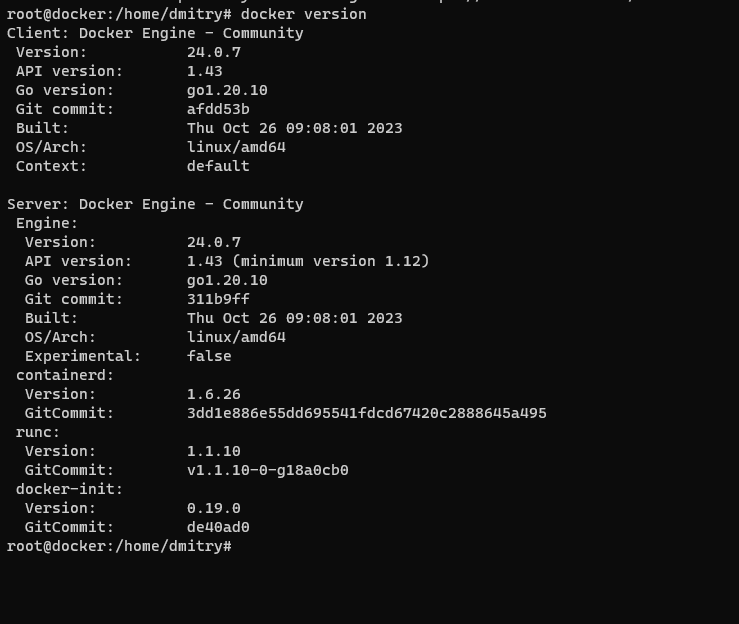 root@docker:/home/dmitry# docker version
Client: Docker Engine - Community
 Version:           24.0.7
 API version:       1.43
 Go version:        go1.20.10
 Git commit:        afdd53b
 Built:             Thu Oct 26 09:08:01 2023
 OS/Arch:           linux/amd64
 Context:           default

Server: Docker Engine - Community
 Engine:
  Version:          24.0.7
  API version:      1.43 (minimum version 1.12)
  Go version:       go1.20.10
  Git commit:       311b9ff
  Built:            Thu Oct 26 09:08:01 2023
  OS/Arch:          linux/amd64
  Experimental:     false
 containerd:
  Version:          1.6.26
  GitCommit:        3dd1e886e55dd695541fdcd67420c2888645a495
 runc:
  Version:          1.1.10
  GitCommit:        v1.1.10-0-g18a0cb0
 docker-init:
  Version:          0.19.0
  GitCommit:        de40ad0
root@docker:/home/dmitry#